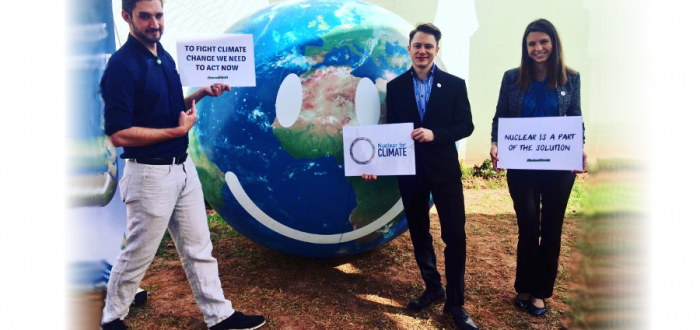 TO FIGHT CLIMATE
CHANGE WE NEED
TO ACT NOW
Nuclear for
CLIMATE
NUCLEAR IS A PART
OF THE SOLUTION